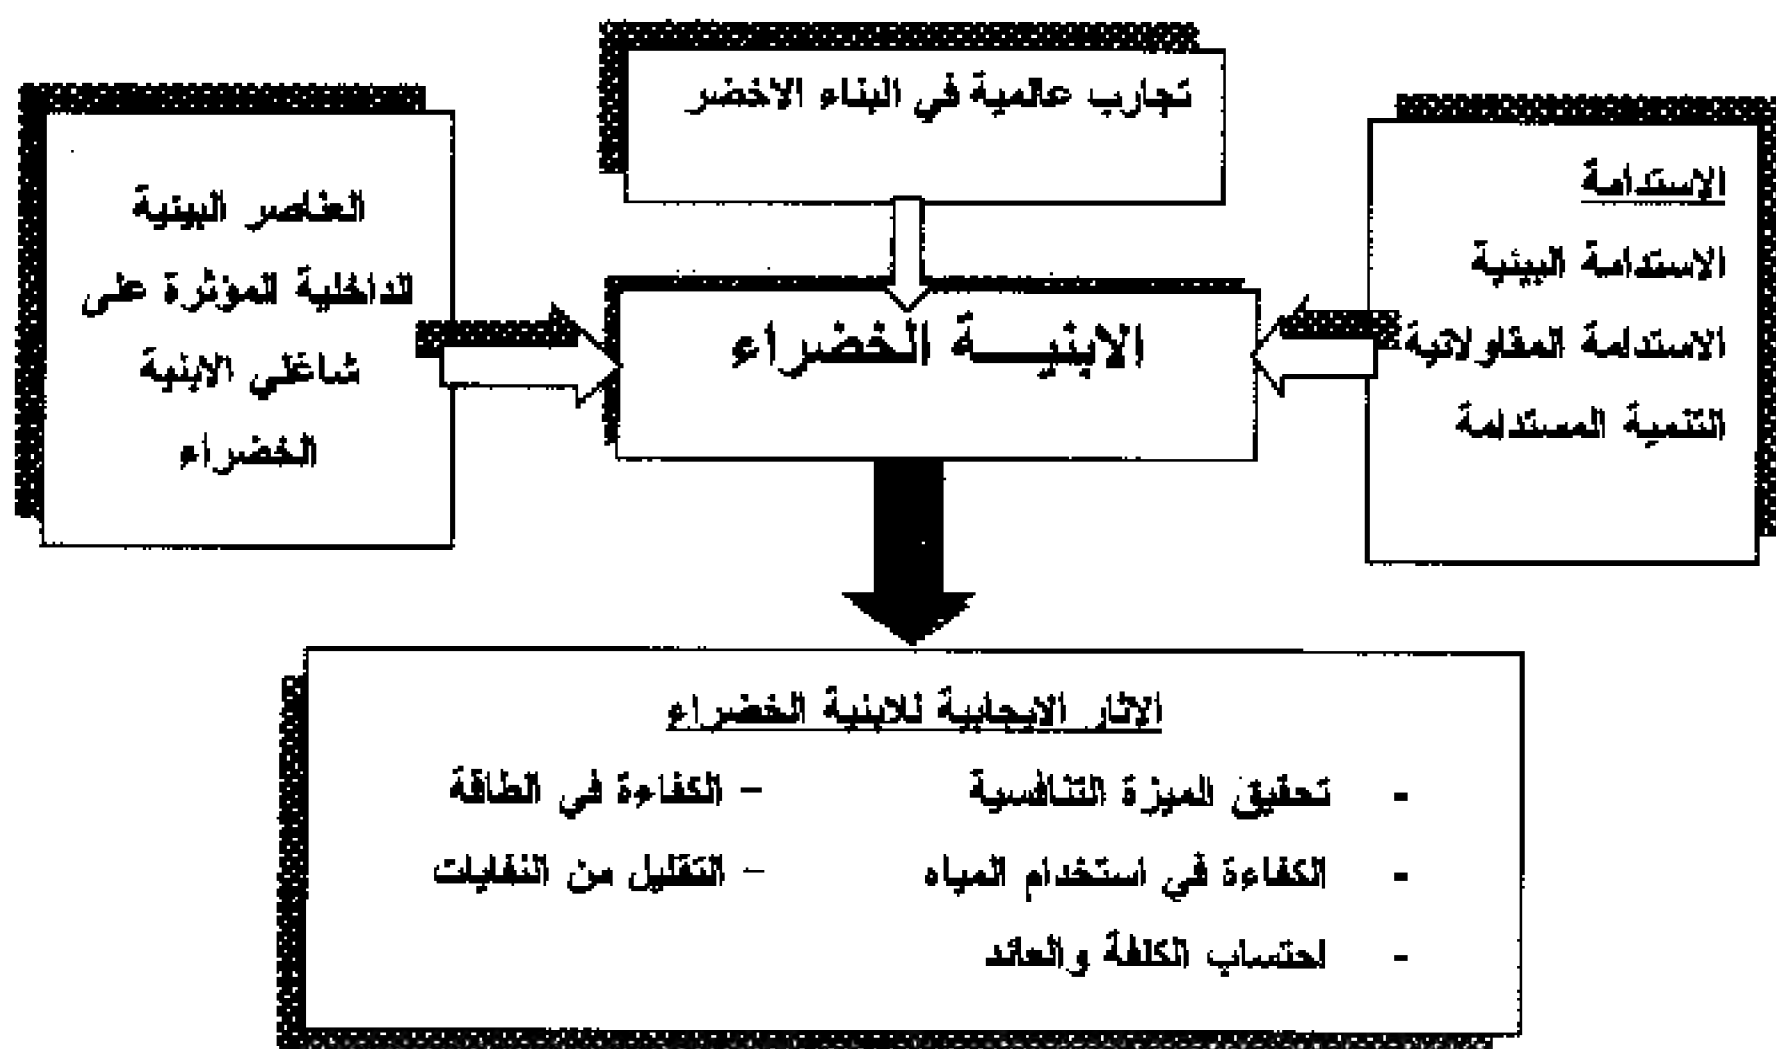 تجارب عالمية في البناء الاخضر
الاستدامة
الاستدامة البيئية
الاستدامة المقاولاتية
التنمية المستدامة
العناصر البيئية
الداخلية المؤثرة على
شاغلي الابنية
الخضراء
الابنيـــة الخضراء
الاثار الايجابية للابنية الخضراء
- تحقيق الميزة التنافسية - الكفاءة في الطاقة
- الكفاءة في استخدام المياه - التقليل من النفايات
- احتساب الكلفة والعائد